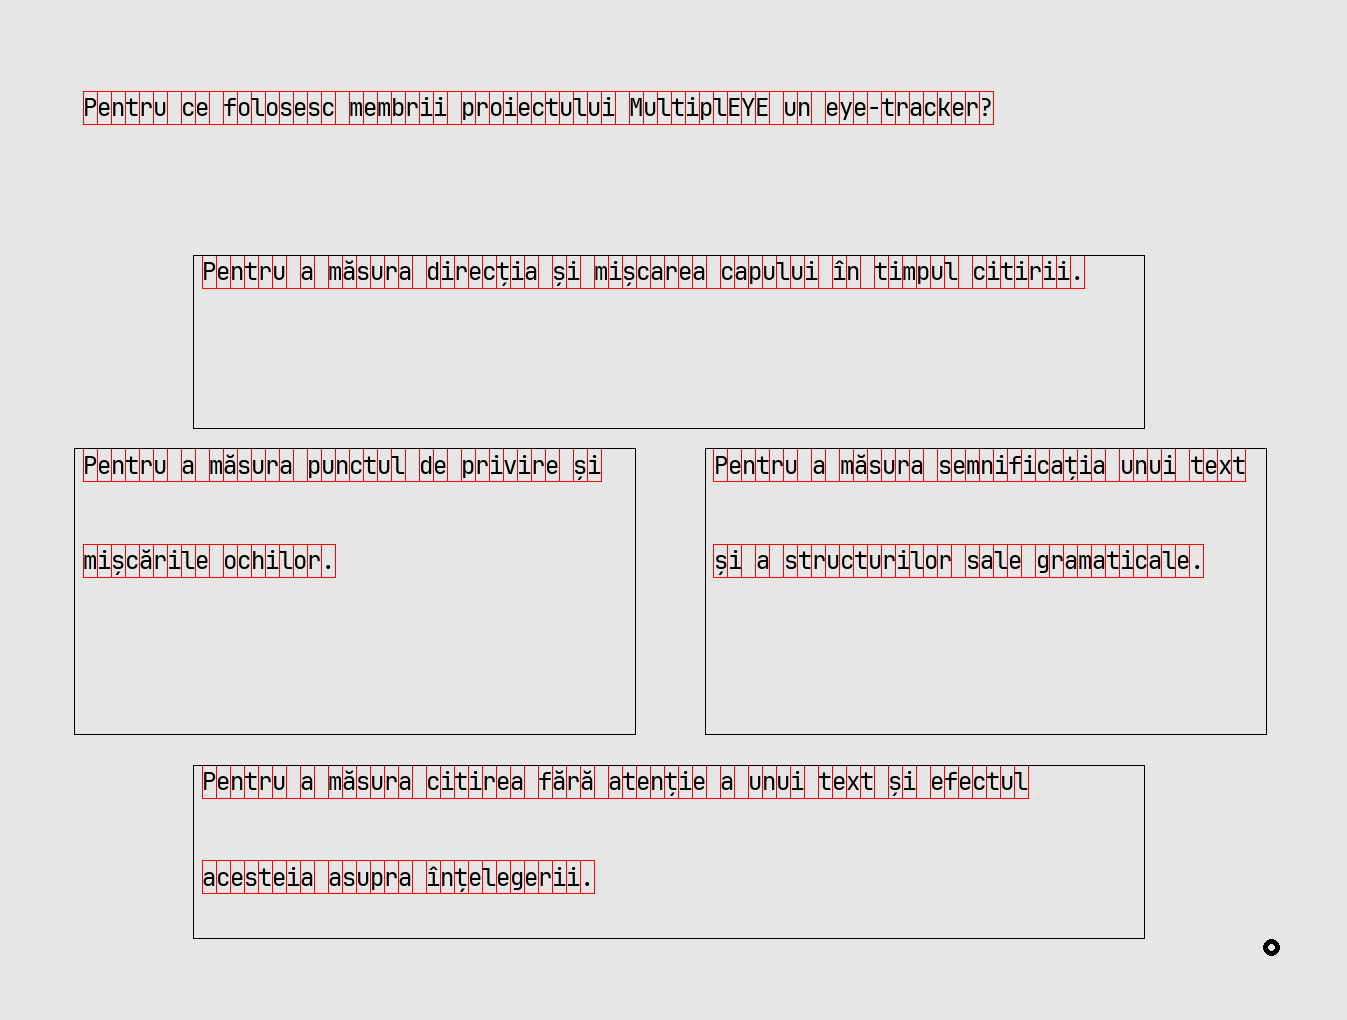 Pentru ce folosesc membrii proiectului MultiplEYE un eye-tracker?
Pentru a măsura direcția și mișcarea capului în timpul citirii.
Pentru a măsura punctul de privire și
mișcările ochilor.
Pentru a măsura semnificația unui text
și a structurilor sale gramaticale.
Pentru a măsura citirea fără atenție a unui text și efectul
acesteia asupra înțelegerii.